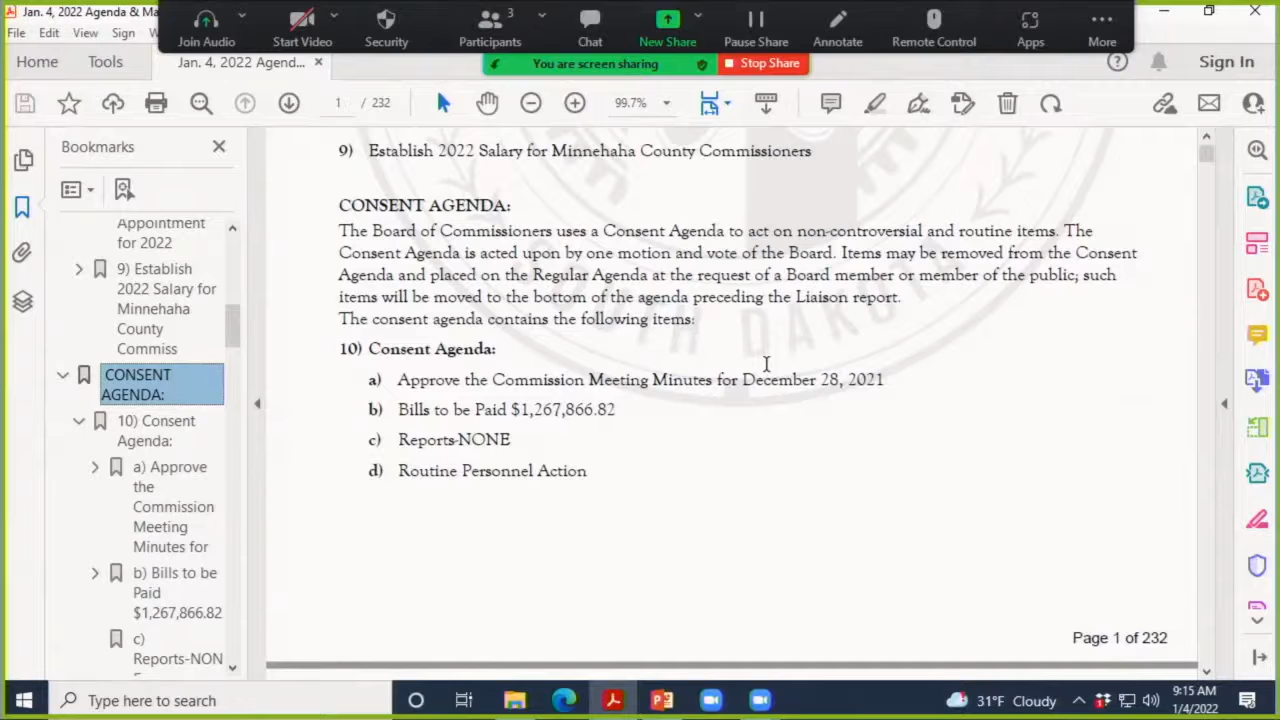 Jan. 4, 2022 Agenda & Ma
File Edit View Sign W
Join Audio
Start Video
Security
3
Participants
Chat
New Share
Pause Share
Annotate
Remote Control
Apps
More
You are screen sharing
Stop Share
Home Tools Jan. 4, 2022 Agend... Sign In
1 / 232 99.7%
Bookmarks
Appointment
for 2022
9) Establish
2022 Salary for
Minnehaha
County
Commiss
CONSENT
AGENDA:
10) Consent
Agenda:
a) Approve
the
Commission
Meeting
Minutes for
b) Bills to be
Paid
$1,267,866.82
c)
Reports-NON
9) Establish 2022 Salary for Minnehaha County Commissioners
CONSENT AGENDA:
The Board of Commissioners uses a Consent Agenda to act on non-controversial and routine items. The
Consent Agenda is acted upon by one motion and vote of the Board. Items may be removed from the Consent
Agenda and placed on the Regular Agenda at the request of a Board member or member of the public; such
items will be moved to the bottom of the agenda preceding the Liaison report.
The consent agenda contains the following items:
10) Consent Agenda:
a) Approve the Commission Meeting Minutes for December 28, 2021
b) Bills to be Paid $1,267,866.82
c) Reports-NONE
d) Routine Personnel Action
SOUTH DAKOTA
Page 1 of 232
Type here to search
31°F Cloudy
9:15 AM
1/4/2022